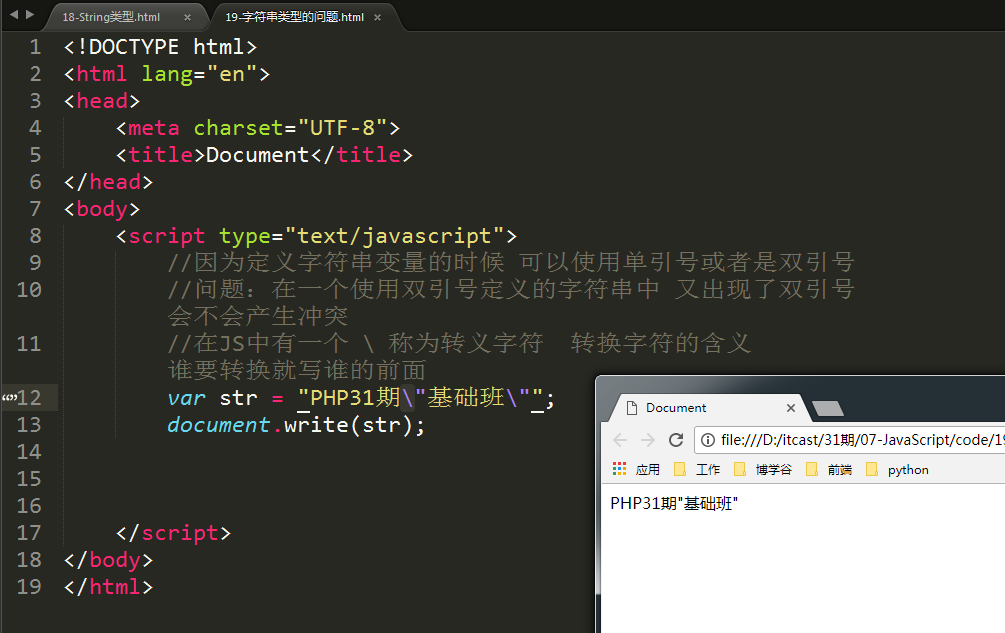 18-String类型.html ×
19-字符串类型的问题.html ×
1 <!DOCTYPE html>
2 <html lang="en">
3 <head>
4 <meta charset="UTF-8">
5 <title>Document</title>
6 </head>
7 <body>
8 <script type="text/javascript">
9 //因为定义字符串变量的时候 可以使用单引号或者是双引号
10 //问题：在一个使用双引号定义的字符串中 又出现了双引号
会不会产生冲突
11 //在JS中有一个 \ 称为转义字符  转换字符的含义
谁要转换就写谁的前面
12 var str = "PHP31期\"基础班\"";
13 document.write(str);
14
15
16
17 </script>
18 </body>
19 </html>
Document ×
file:///D:/itcast/31期/07-JavaScript/code/19
应用 工作 博学谷 前端 python
PHP31期"基础班"